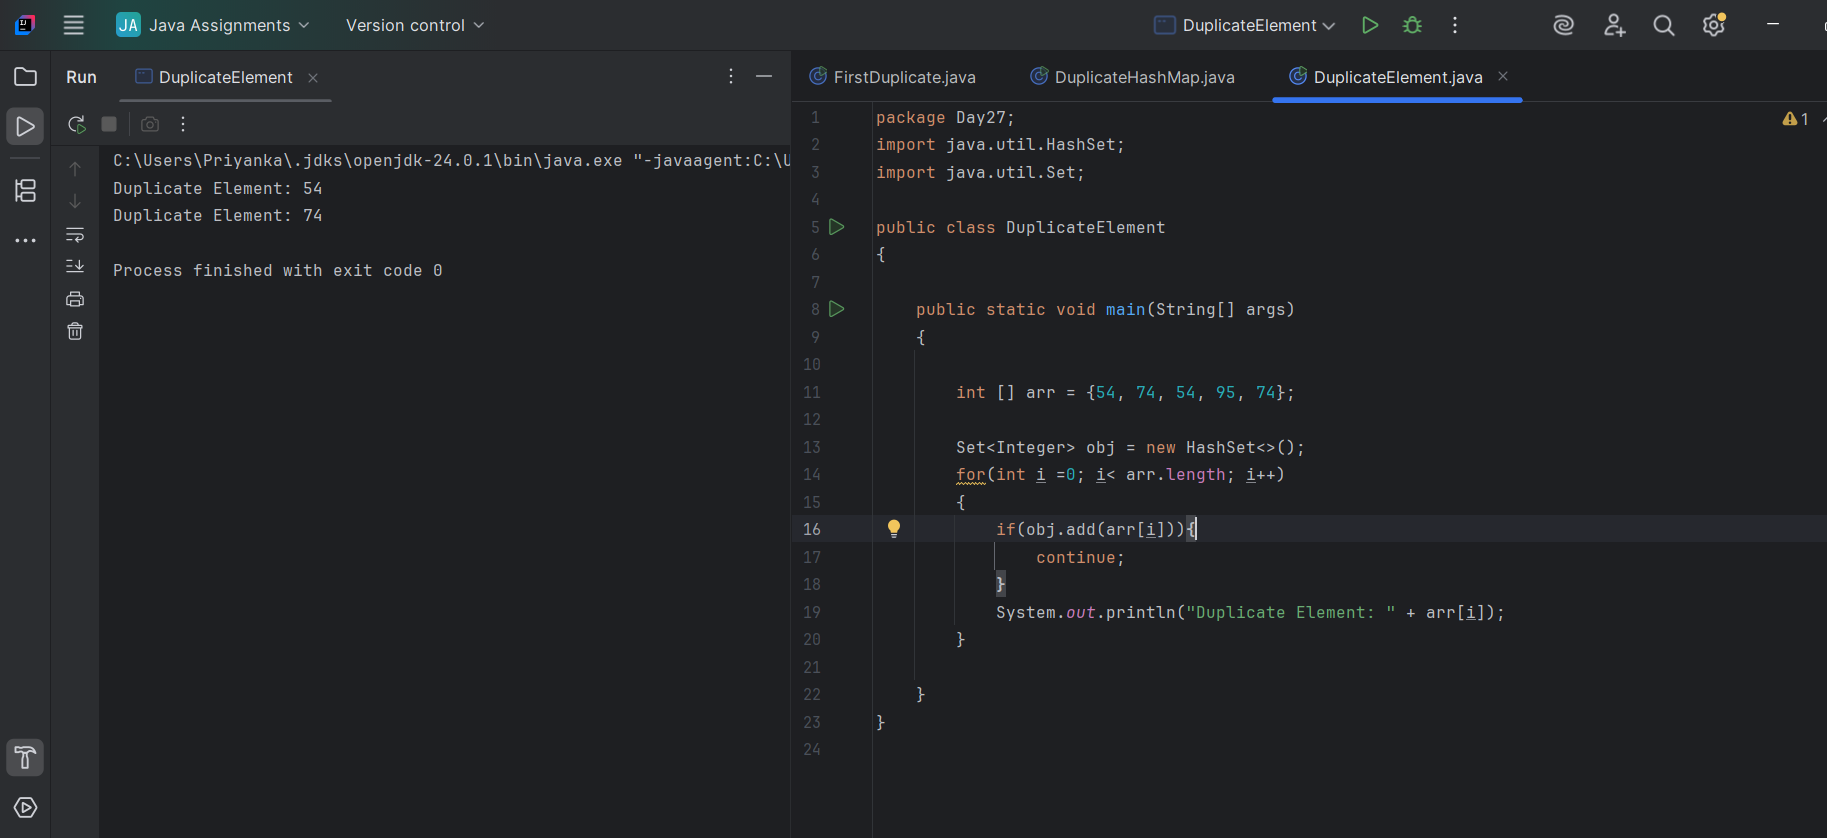 JA Java Assignments Version control DuplicateElement
Run DuplicateElement
C:\Users\Priyanka\.jdks\openjdk-24.0.1\bin\java.exe "-javaagent:C:\U
Duplicate Element: 54
Duplicate Element: 74
Process finished with exit code 0
FirstDuplicate.java DuplicateHashMap.java DuplicateElement.java
1 package Day27;
2 import java.util.HashSet;
3 import java.util.Set;
4
5 public class DuplicateElement
6 {
7
8 public static void main(String[] args)
9 {
10
11 int [] arr = {54, 74, 54, 95, 74};
12
13 Set<Integer> obj = new HashSet<>();
14 for(int i =0; i< arr.length; i++)
15 {
16 if(obj.add(arr[i])){
17 continue;
18 }
19 System.out.println("Duplicate Element: " + arr[i]);
20 }
21
22 }
23 }
24
1